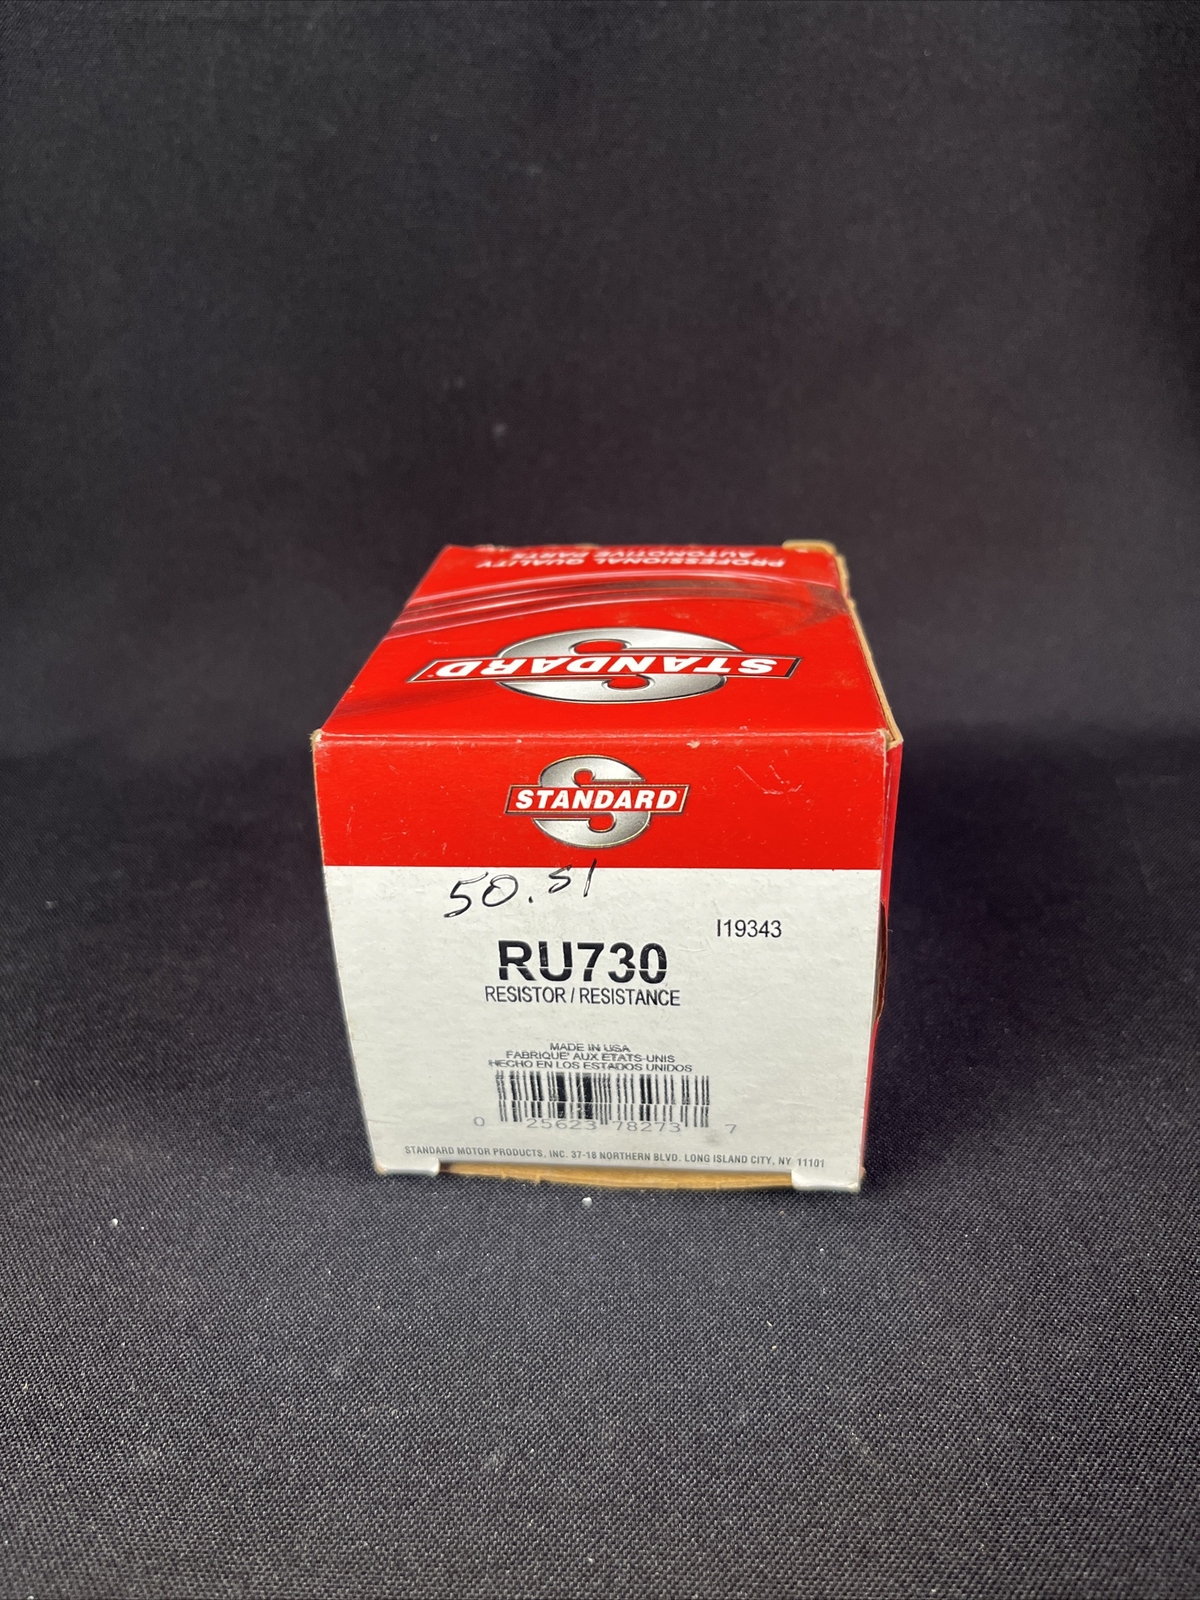 PROFESSIONAL QUALITY
AUTOMOTIVE PARTS
S
STANDARD
S
STANDARD
50.51
I19343
RU730
RESISTOR / RESISTANCE
MADE IN USA
FABRIQUE' AUX ETATS-UNIS
HECHO EN LOS ESTADOS UNIDOS
0 25623 78273 7
STANDARD MOTOR PRODUCTS, INC. 37-18 NORTHERN BLVD. LONG ISLAND CITY, NY 11101